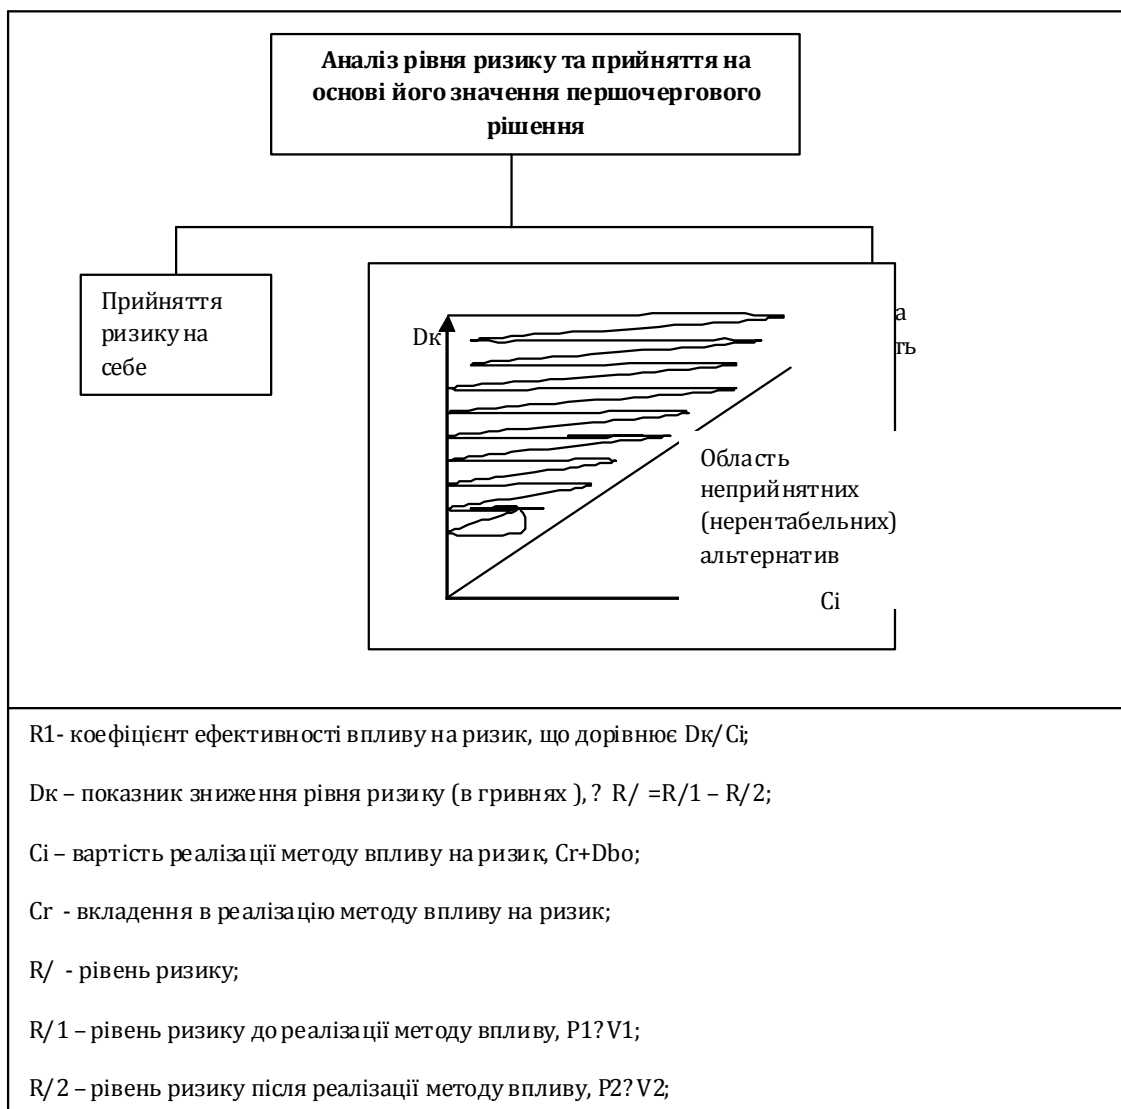 Аналіз рівня ризику та прийняття на
основі його значення першочергового
рішення
Прийняття
ризику на
себе
Dк
а
ть
Область
неприйнятних
(нерентабельних)
альтернатив
Сі
R1- коефіцієнт ефективності впливу на ризик, що дорівнює Dк/Ci;
Dк – показник зниження рівня ризику (в гривнях ), ? R/ =R/1 – R/2;
Ci – вартість реалізації методу впливу на ризик, Cr+Dbo;
Cr - вкладення в реалізацію методу впливу на ризик;
R/ - рівень ризику;
R/1 – рівень ризику до реалізації методу впливу, P1?V1;
R/2 – рівень ризику після реалізації методу впливу, P2?V2;